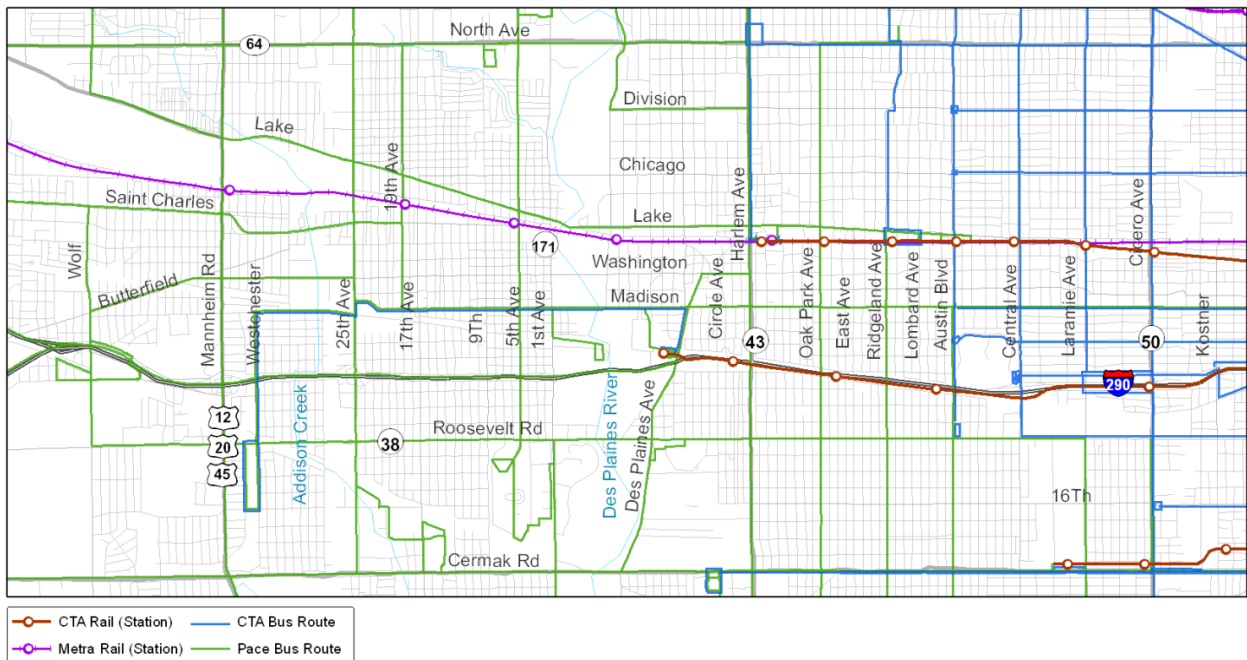 North Ave
64
Division
Lake
Chicago
19th Ave
Saint Charles
Lake
Harlem Ave
Cicero Ave
171
Washington
Wolf
Butterfield
Mannheim Rd
Westchester
25th Ave
17th Ave
9Th
5th Ave
1st Ave
Madison
Circle Ave
43
Oak Park Ave
East Ave
Ridgeland Ave
Lombard Ave
Austin Blvd
Central Ave
Laramie Ave
50
Kostner
290
12
20
45
Addison Creek
38
Roosevelt Rd
Des Plaines River
Des Plaines Ave
16Th
Cermak Rd
CTA Rail (Station)
CTA Bus Route
Metra Rail (Station)
Pace Bus Route